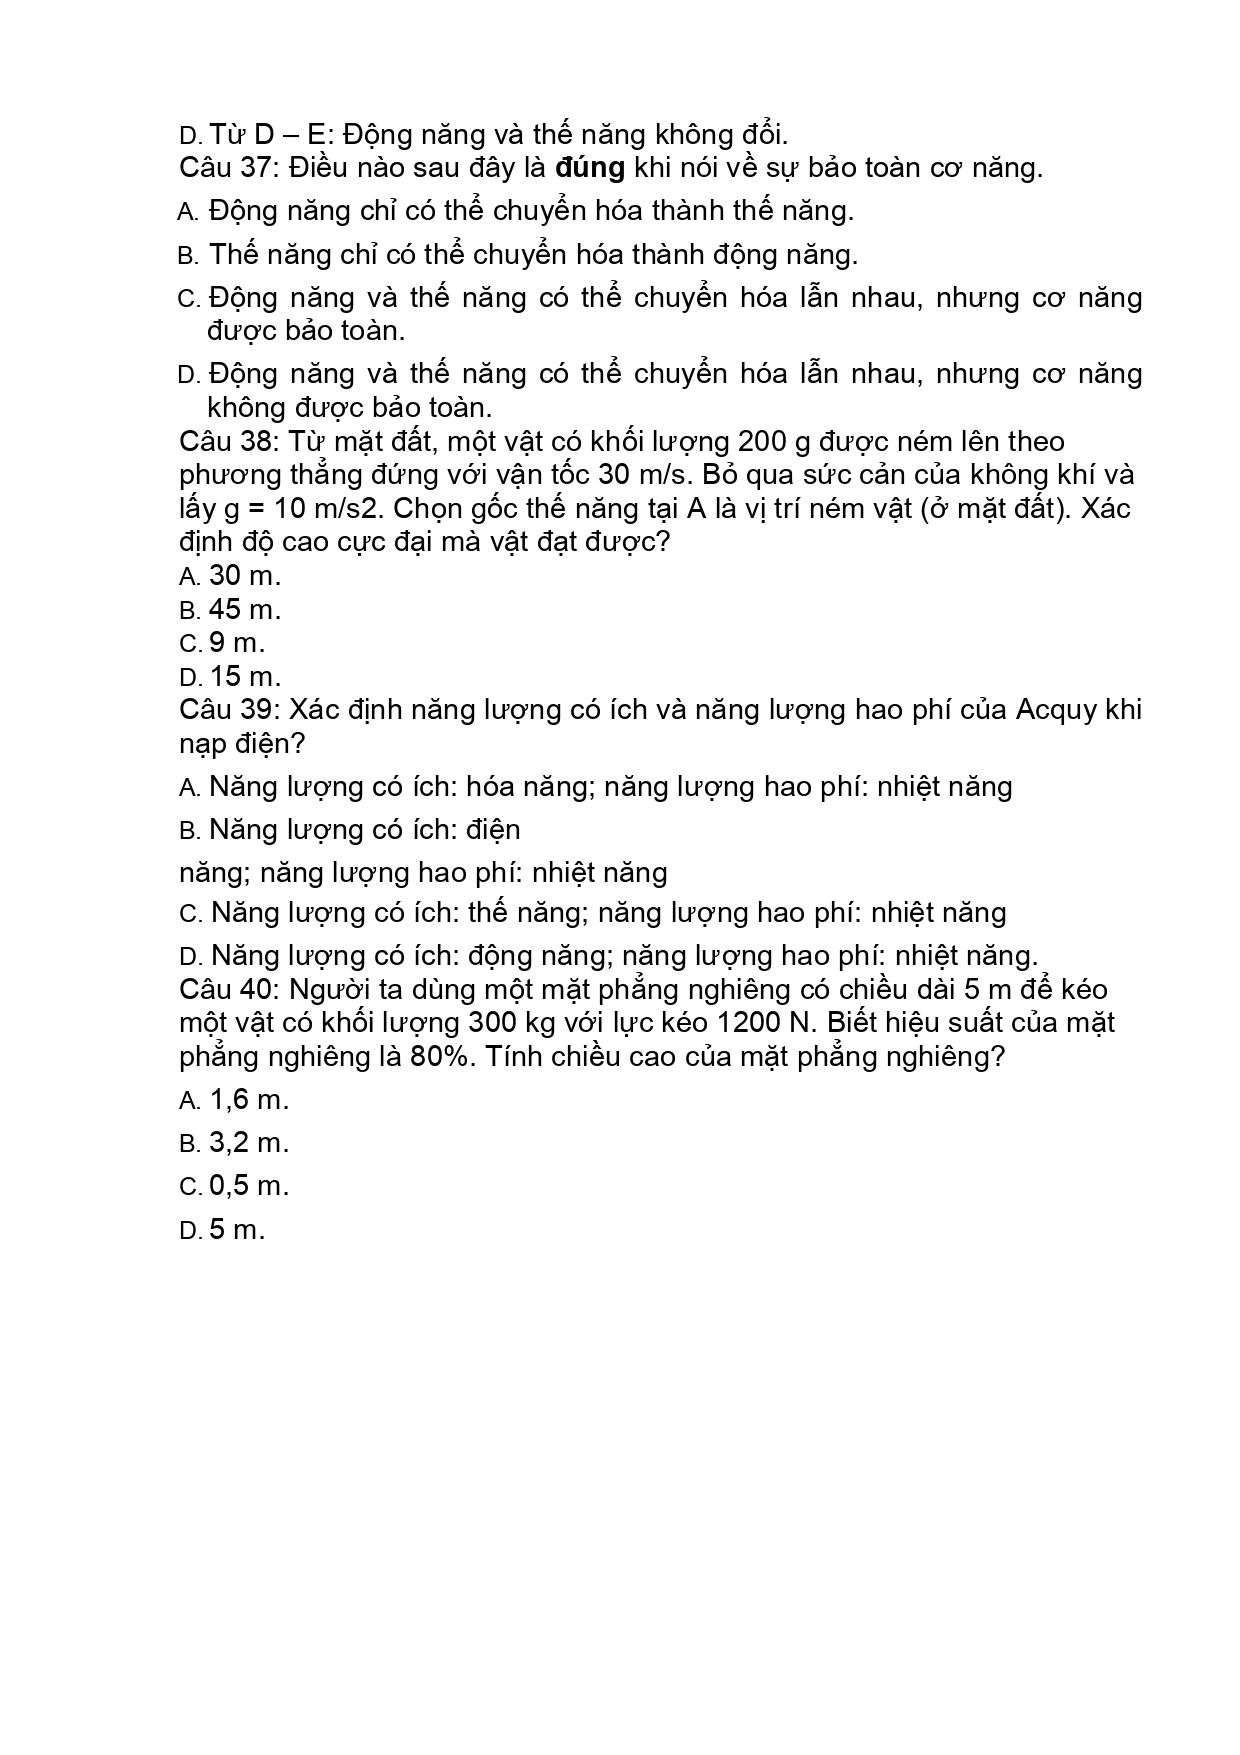 D. Từ D – E: Động năng và thế năng không đổi.
Câu 37: Điều nào sau đây là đúng khi nói về sự bảo toàn cơ năng.
A. Động năng chỉ có thể chuyển hóa thành thế năng.
B. Thế năng chỉ có thể chuyển hóa thành động năng.
C. Động năng và thế năng có thể chuyển hóa lẫn nhau, nhưng cơ năng
được bảo toàn.
D. Động năng và thế năng có thể chuyển hóa lẫn nhau, nhưng cơ năng
không được bảo toàn.
Câu 38: Từ mặt đất, một vật có khối lượng 200 g được ném lên theo
phương thẳng đứng với vận tốc 30 m/s. Bỏ qua sức cản của không khí và
lấy g = 10 m/s2. Chọn gốc thế năng tại A là vị trí ném vật (ở mặt đất). Xác
định độ cao cực đại mà vật đạt được?
A. 30 m.
B. 45 m.
C. 9 m.
D. 15 m.
Câu 39: Xác định năng lượng có ích và năng lượng hao phí của Acquy khi
nạp điện?
A. Năng lượng có ích: hóa năng; năng lượng hao phí: nhiệt năng
B. Năng lượng có ích: điện
năng; năng lượng hao phí: nhiệt năng
C. Năng lượng có ích: thế năng; năng lượng hao phí: nhiệt năng
D. Năng lượng có ích: động năng; năng lượng hao phí: nhiệt năng.
Câu 40: Người ta dùng một mặt phẳng nghiêng có chiều dài 5 m để kéo
một vật có khối lượng 300 kg với lực kéo 1200 N. Biết hiệu suất của mặt
phẳng nghiêng là 80%. Tính chiều cao của mặt phẳng nghiêng?
A. 1,6 m.
B. 3,2 m.
C. 0,5 m.
D. 5 m.